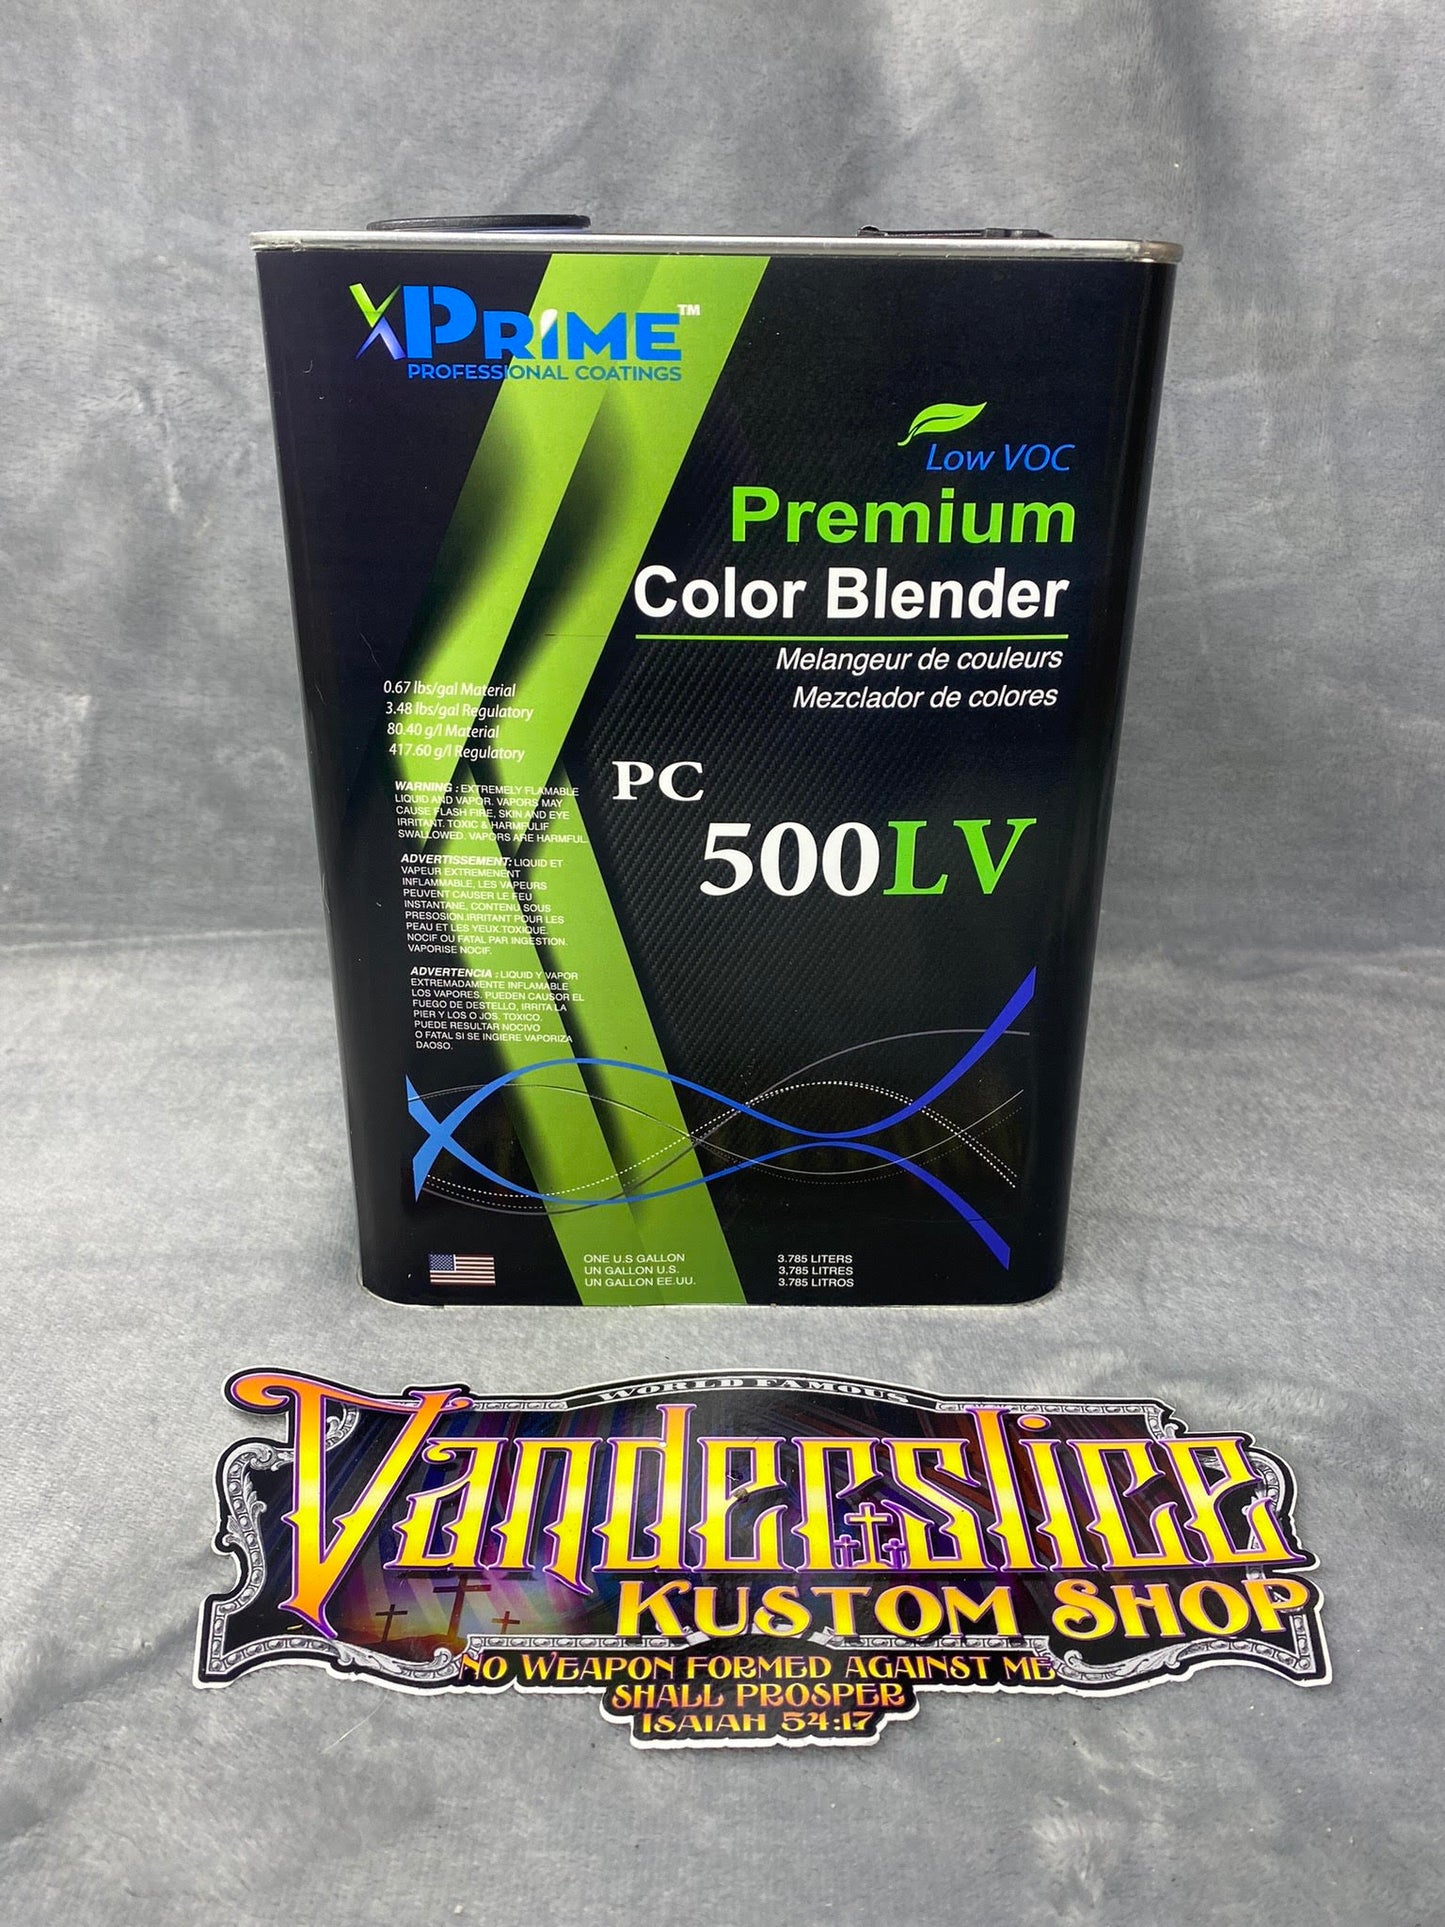 XPRIME™
PROFESSIONAL COATINGS
Low VOC
Premium
Color Blender
Melangeur de couleurs
Mezclador de colores
0.67 lbs/gal Material
3.48 lbs/gal Regulatory
80.40 g/l Material
417.60 g/l Regulatory
PC
500LV
WARNING : EXTREMELY FLAMABLE
LIQUID AND VAPOR. VAPORS MAY
CAUSE FLASH FIRE, SKIN AND EYE
IRRITANT. TOXIC & HARMFULIF
SWALLOWED. VAPORS ARE HARMFUL.
ADVERTISSEMENT: LIQUID ET
VAPEUR EXTREMENENT
INFLAMMABLE, LES VAPEURS
PEUVENT CAUSER LE FEU
INSTANTANE, CONTENU SOUS
PRESOSION.IRRITANT POUR LES
PEAU ET LES YEUX.TOXIQUE.
NOCIF OU FATAL PAR INGESTION.
VAPORISE NOCIF.
ADVERTENCIA : LIQUID Y VAPOR
EXTREMADAMENTE INFLAMABLE
LOS VAPORES. PUEDEN CAUSOR EL
FUEGO DE DESTELLO, IRRITA LA
PIER Y LOS O JOS. TOXICO.
PUEDE RESULTAR NOCIVO
O FATAL SI SE INGIERE VAPORIZA
DAOSO.
ONE U.S GALLON
UN GALLON U.S.
UN GALLON EE.UU.
3.785 LITERS
3,785 LITRES
3.785 LITROS
WORLD FAMOUS
Vanderslice
KUSTOM SHOP
NO WEAPON FORMED AGAINST ME
SHALL PROSPER
ISAIAH 54:17